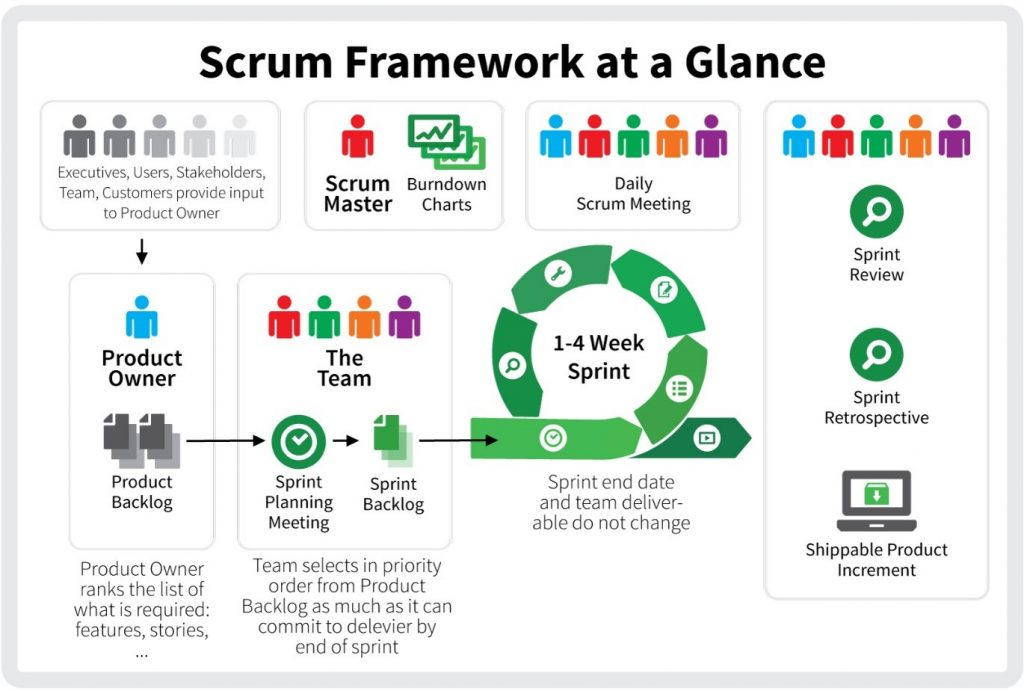 Scrum Framework at a Glance
Executives, Users, Stakeholders,
Team, Customers provide input
to Product Owner
Scrum
Master
Burndown
Charts
Daily
Scrum Meeting
Product
Owner
Product
Backlog
Product Owner
ranks the list of
what is required:
features, stories,
...
The
Team
Sprint
Planning
Meeting
Sprint
Backlog
Team selects in priority
order from Product
Backlog as much as it can
commit to delevier by
end of sprint
1-4 Week
Sprint
Sprint end date
and team deliver-
able do not change
Sprint
Review
Sprint
Retrospective
Shippable Product
Increment